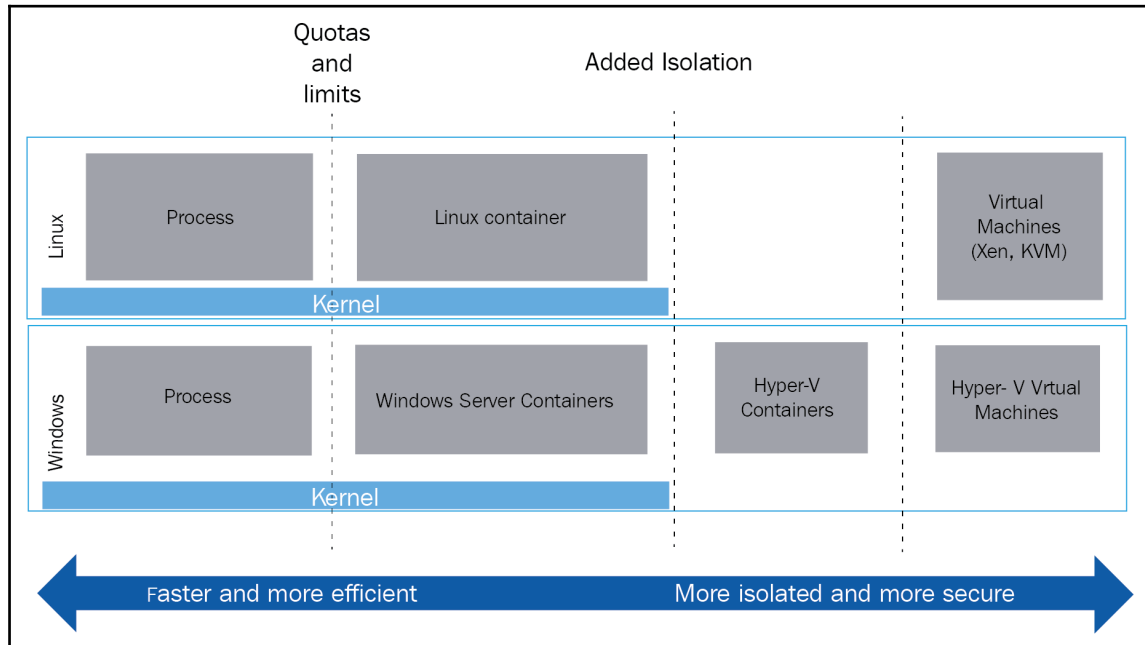 Quotas
and
limits
Added Isolation
Linux
Process
Linux container
Virtual
Machines
(Xen, KVM)
Kernel
Windows
Process
Windows Server Containers
Hyper-V
Containers
Hyper- V Vrtual
Machines
Kernel
Faster and more efficient
More isolated and more secure